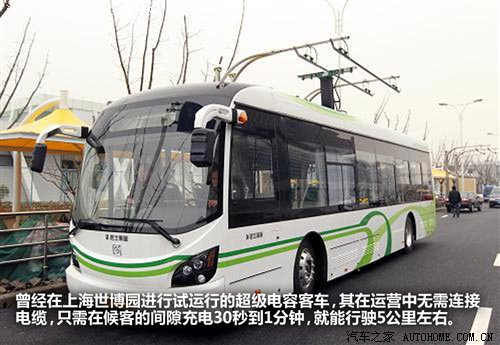 曾经在上海世博园进行试运行的超级电容客车，其在运营中无需连接
电缆，只需在候客的间隙充电30秒到1分钟，就能行驶5公里左右。
汽车之家
chinabus.info